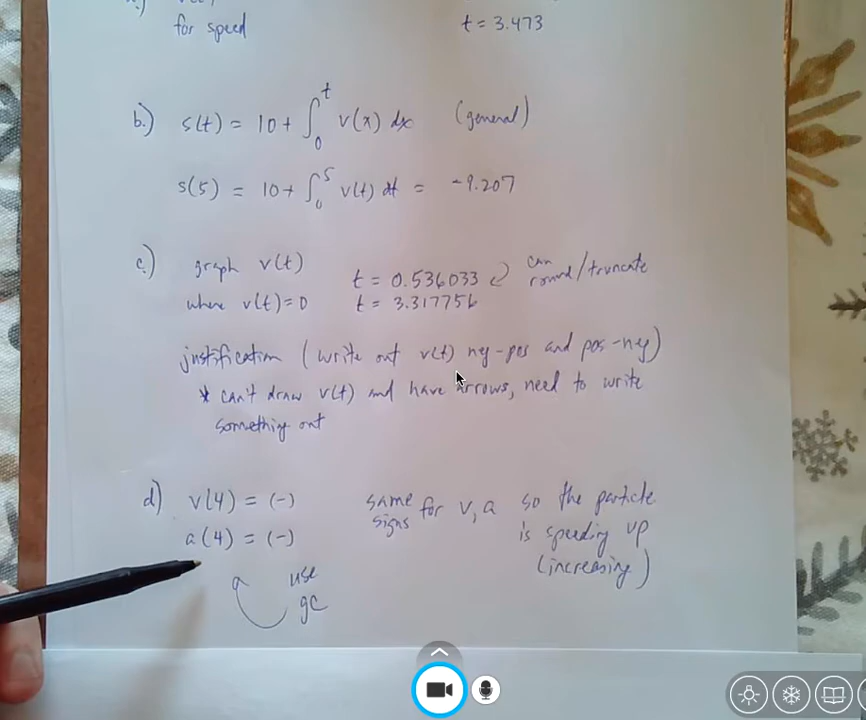 for speed
t = 3.473
b.) s(t) = 10 + ∫₀ᵗ v(x) dx (general)
s(5) = 10 + ∫₀⁵ v(t) dt = -9.207
c.) graph v(t)
where v(t)=0
t = 0.536033
t = 3.317756
can
round/truncate
justification (write out v(t) neg-pos and pos-neg)
* can't draw v(t) and have arrows, need to write
something out
d) v(4) = (-)
a(4) = (-)
same
signs for v, a
so the particle
is speeding up
(increasing)
use
gc